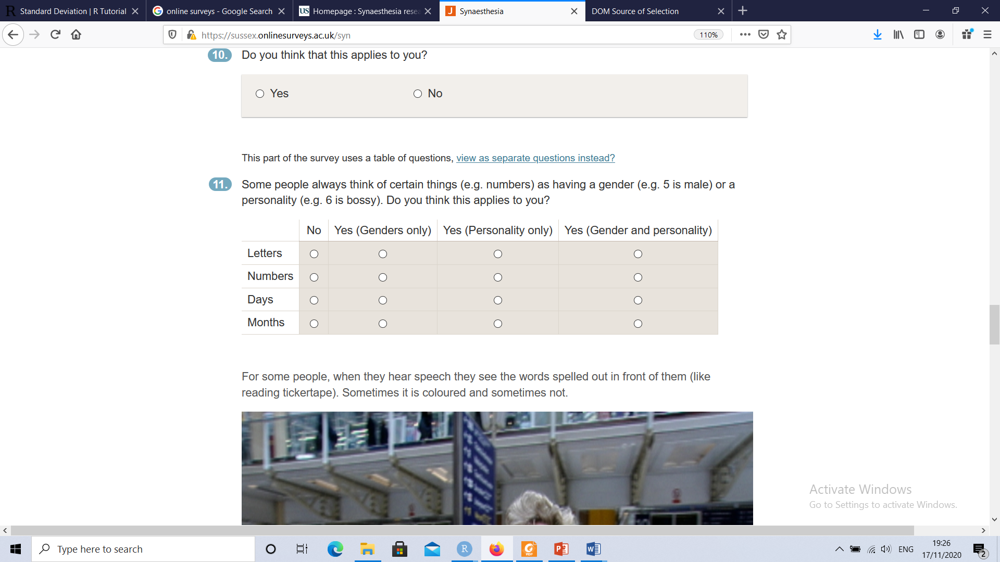 R Standard Deviation | R Tutorial
online surveys - Google Search
US Homepage : Synaesthesia resea
J Synaesthesia
DOM Source of Selection
https://sussex.onlinesurveys.ac.uk/syn
110%
10. Do you think that this applies to you?
Yes
No
This part of the survey uses a table of questions, view as separate questions instead?
11. Some people always think of certain things (e.g. numbers) as having a gender (e.g. 5 is male) or a
personality (e.g. 6 is bossy). Do you think this applies to you?
No Yes (Genders only) Yes (Personality only) Yes (Gender and personality)
Letters
Numbers
Days
Months
For some people, when they hear speech they see the words spelled out in front of them (like
reading tickertape). Sometimes it is coloured and sometimes not.
Activate Windows
Go to Settings to activate Windows.
Type here to search
R
PDF
P
W
ENG
19:26
17/11/2020
2